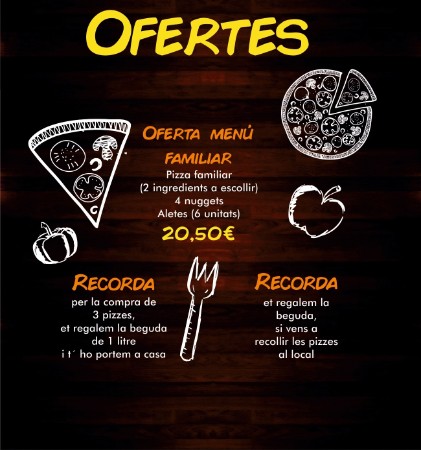 OFERTES
OFERTA MENÚ
FAMILIAR
Pizza familiar
(2 ingredients a escollir)
4 nuggets
Aletes (6 unitats)
20,50€
RECORDA
per la compra de
3 pizzes,
et regalem la beguda
de 1 litre
i t´ ho portem a casa
RECORDA
et regalem la
beguda,
si vens a
recollir les pizzes
al local